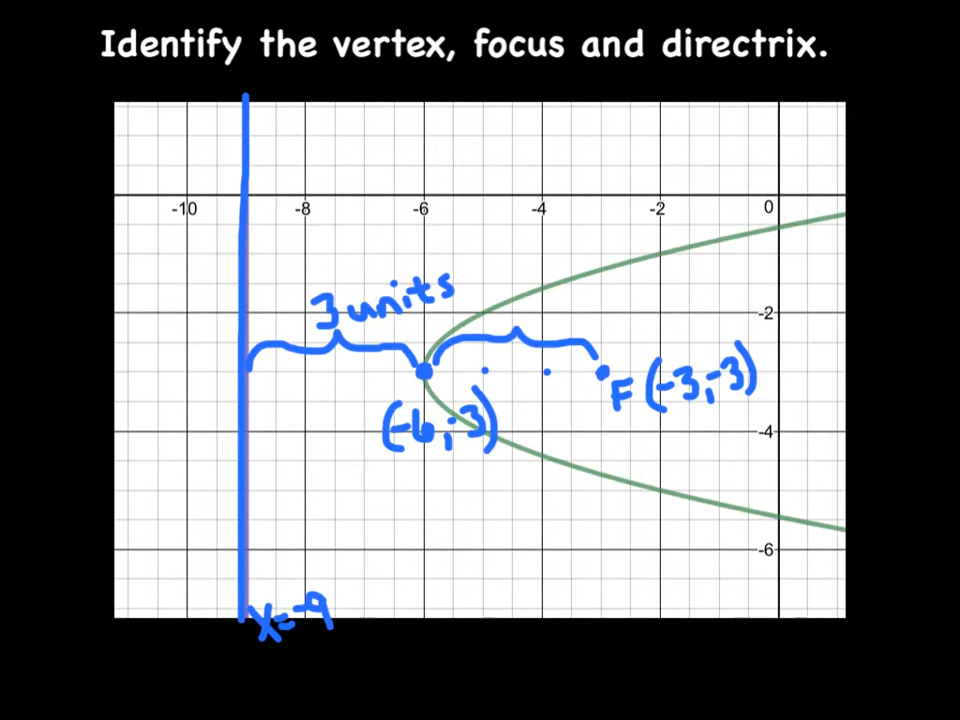 Identify the vertex, focus and directrix.
-10 -8 -6 -4 -2 0
3 units
-2
F (-3,-3)
(-6,-3)
-4
-6
x=-9